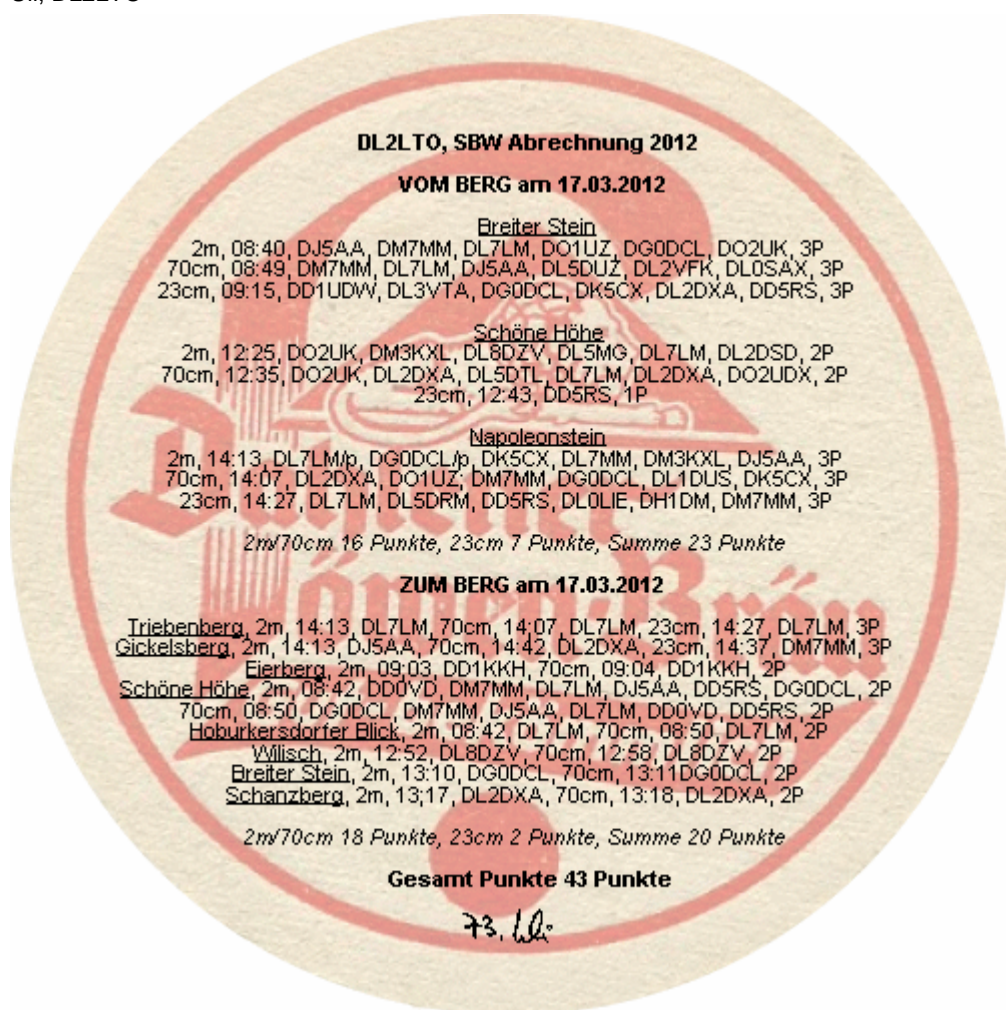 DL2LTO, SBW Abrechnung 2012
VOM BERG am 17.03.2012
Breiter Stein
2m, 08:40, DJ5AA, DM7MM, DL7LM, DO1UZ, DG0DCL, DO2UK, 3P
70cm, 08:49, DM7MM, DL7LM, DJ5AA, DL5DUZ, DL2VFK, DL0SAX, 3P
23cm, 09:15, DD1UDW, DL3VTA, DG0DCL, DK5CX, DL2DXA, DD5RS, 3P
Schöne Höhe
2m, 12:25, DO2UK, DM3KXL, DL8DZV, DL5MG, DL7LM, DL2DSD, 2P
70cm, 12:35, DO2UK, DL2DXA, DL5DTL, DL7LM, DL2DXA, DO2UDX, 2P
23cm, 12:43, DD5RS, 1P
Napoleonstein
2m, 14:13, DL7LM/p, DG0DCL/p, DK5CX, DL7MM, DM3KXL, DJ5AA, 3P
70cm, 14:07, DL2DXA, DO1UZ; DM7MM, DG0DCL, DL1DUS, DK5CX, 3P
23cm, 14:27, DL7LM, DL5DRM, DD5RS, DL0LIE, DH1DM, DM7MM, 3P
2m/70cm 16 Punkte, 23cm 7 Punkte, Summe 23 Punkte
ZUM BERG am 17.03.2012
Triebenberg, 2m, 14:13, DL7LM, 70cm, 14:07, DL7LM, 23cm, 14:27, DL7LM, 3P
Gickelsberg, 2m, 14:13, DJ5AA, 70cm, 14:42, DL2DXA, 23cm, 14:37, DM7MM, 3P
Eierberg, 2m, 09:03, DD1KKH, 70cm, 09:04, DD1KKH, 2P
Schöne Höhe, 2m, 08:42, DD0VD, DM7MM, DL7LM, DJ5AA, DD5RS, DG0DCL, 2P
70cm, 08:50, DG0DCL, DM7MM, DJ5AA, DL7LM, DD0VD, DD5RS, 2P
Hoburkersdorfer Blick, 2m, 08:42, DL7LM, 70cm, 08:50, DL7LM, 2P
Wilisch, 2m, 12:52, DL8DZV, 70cm, 12:58, DL8DZV, 2P
Breiter Stein, 2m, 13:10, DG0DCL, 70cm, 13:11DG0DCL, 2P
Schanzberg, 2m, 13;17, DL2DXA, 70cm, 13:18, DL2DXA, 2P
2m/70cm 18 Punkte, 23cm 2 Punkte, Summe 20 Punkte
Gesamt Punkte 43 Punkte
73,